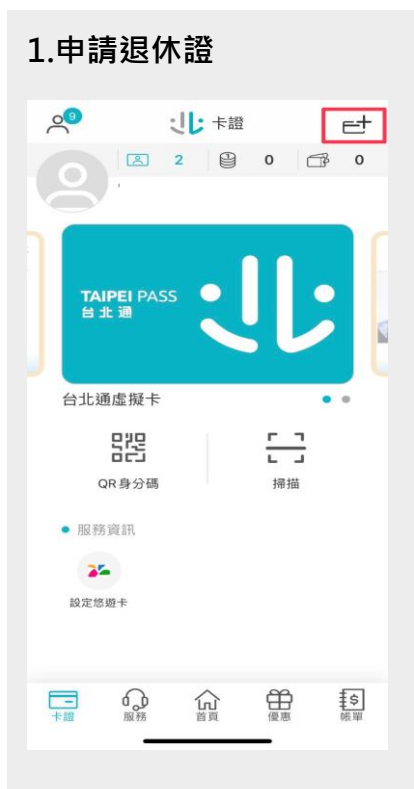 1.申請退休證
9
卡證
2 0 0
TAIPEI PASS
台北通
台北通虛擬卡
QR身分碼 掃描
服務資訊
設定悠遊卡
卡證 服務 首頁 優惠 帳單